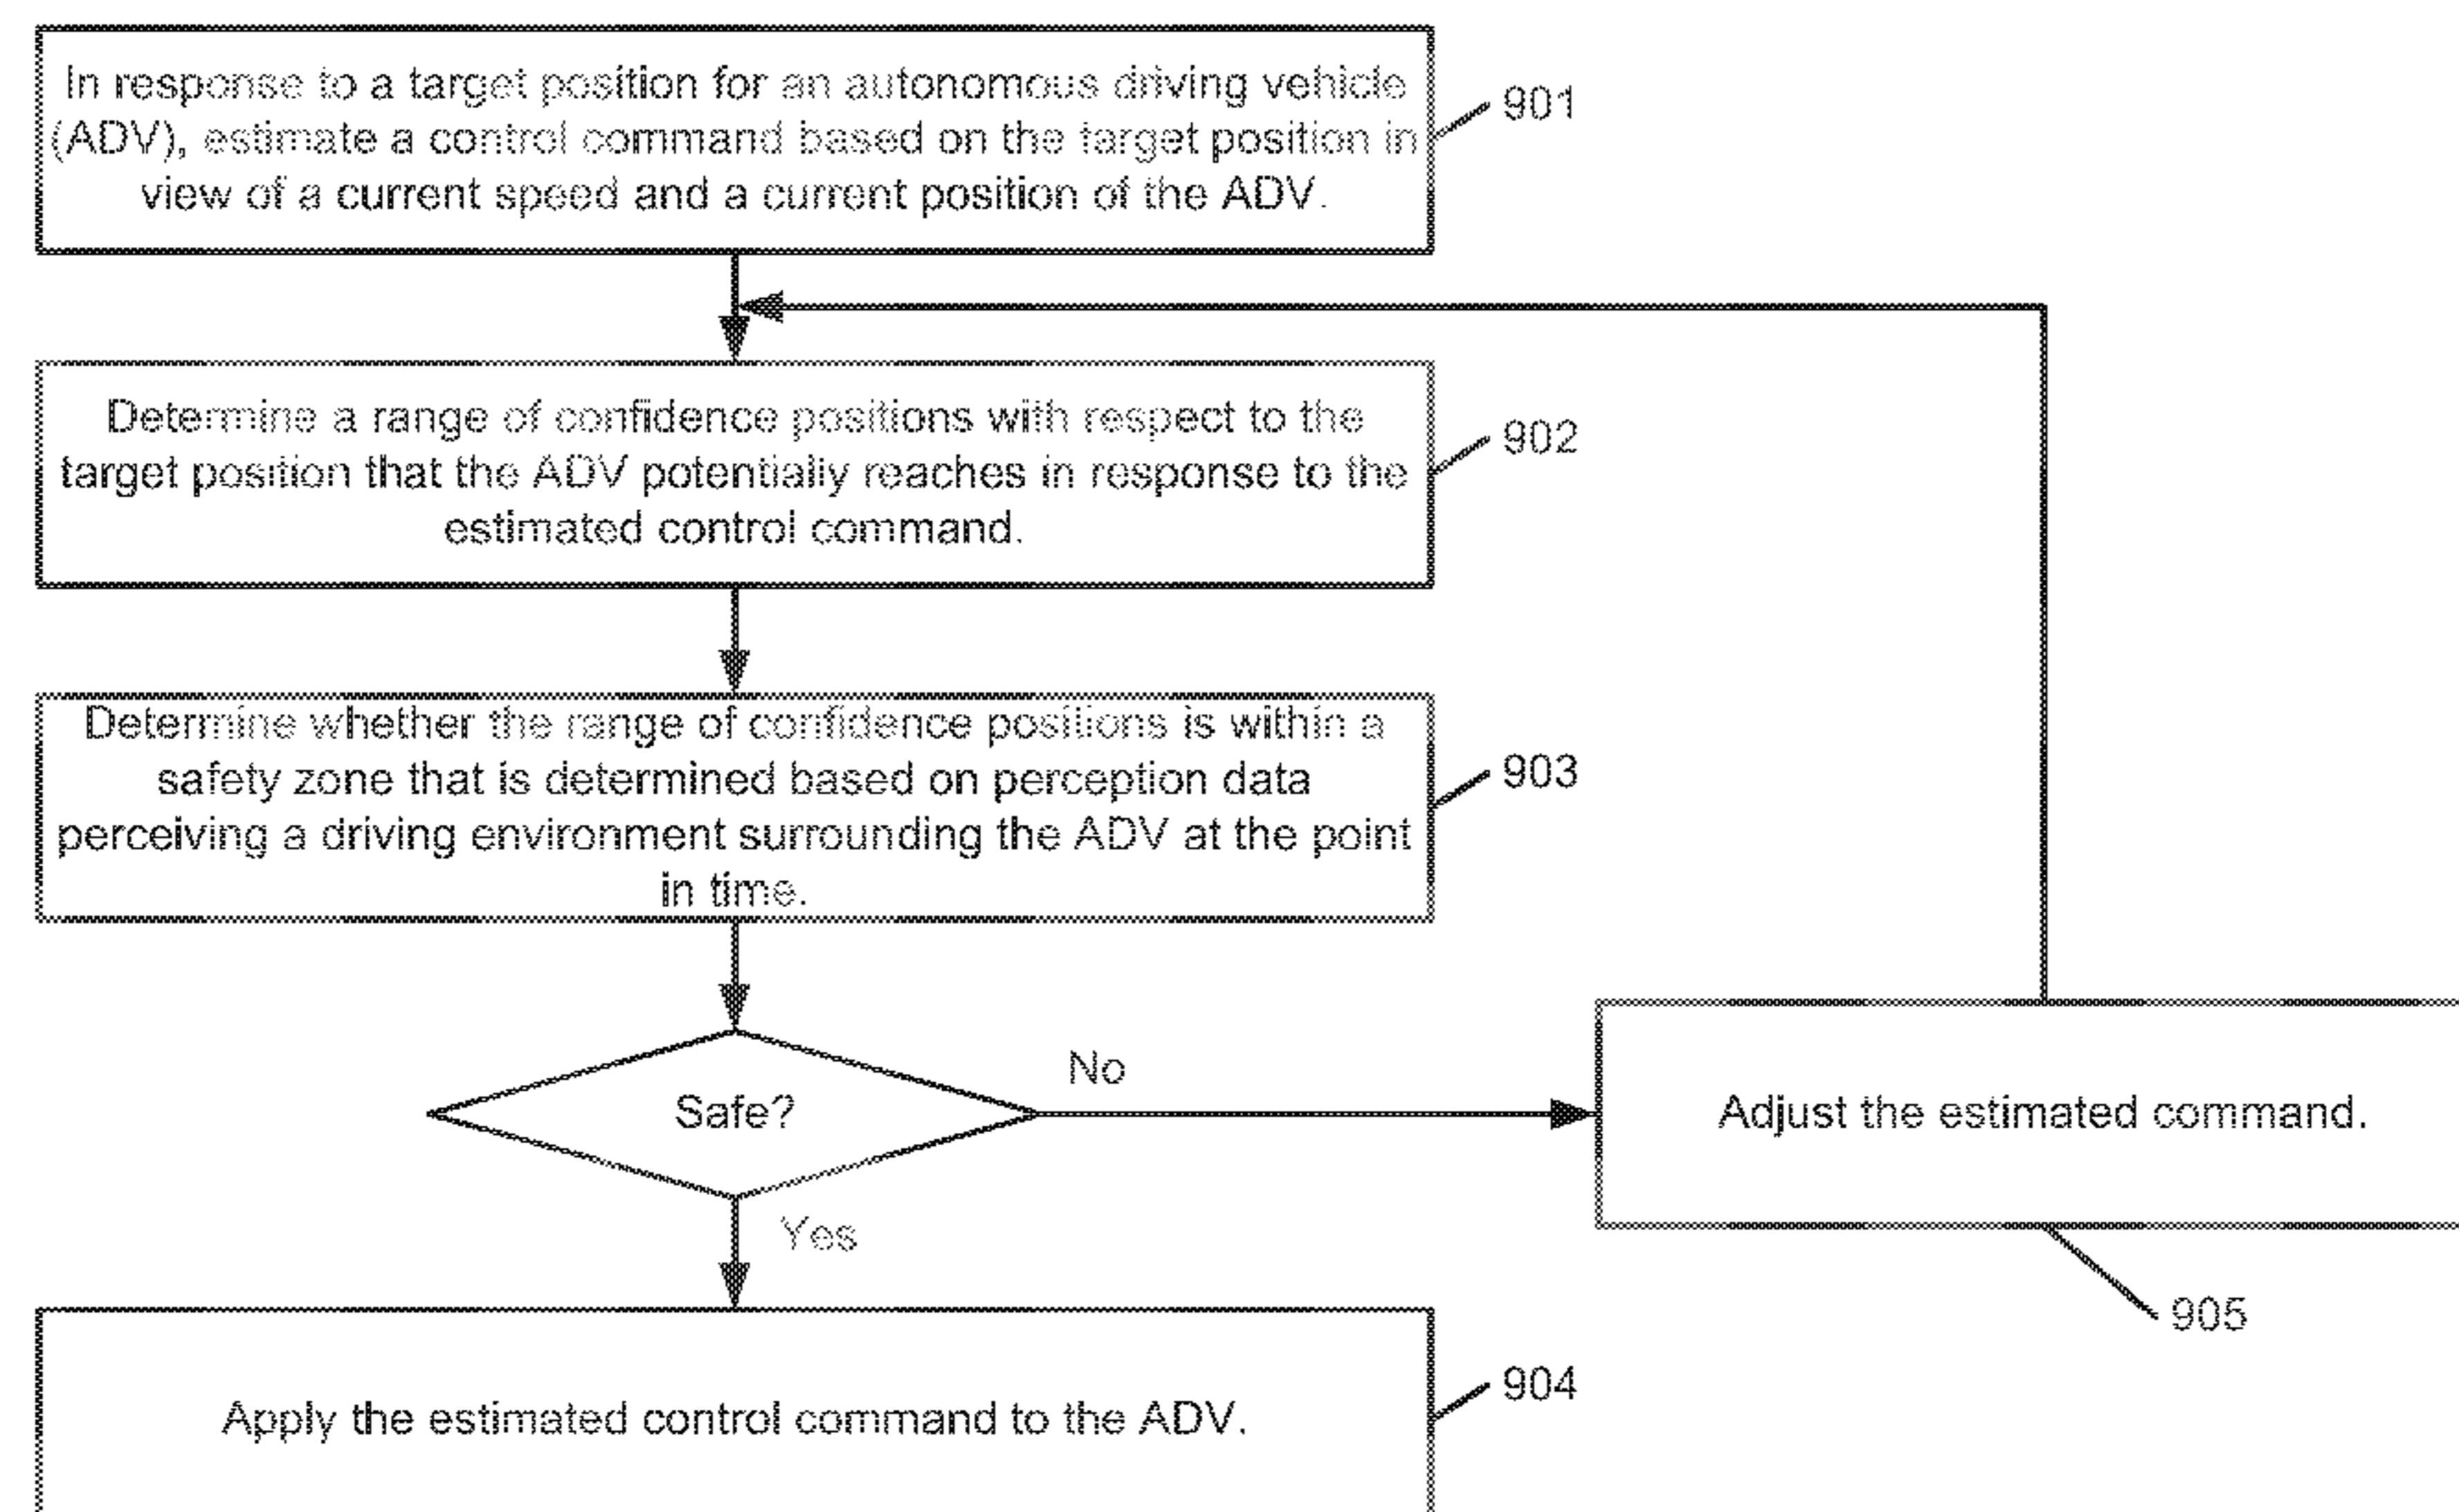 In response to a target position for an autonomous driving vehicle
(ADV), estimate a control command based on the target position in
view of a current speed and a current position of the ADV.
901
Determine a range of confidence positions with respect to the
target position that the ADV potentially reaches in response to the
estimated control command.
902
Determine whether the range of confidence positions is within a
safety zone that is determined based on perception data
perceiving a driving environment surrounding the ADV at the point
in time.
903
Safe?
No
Adjust the estimated command.
Yes
905
Apply the estimated control command to the ADV.
904